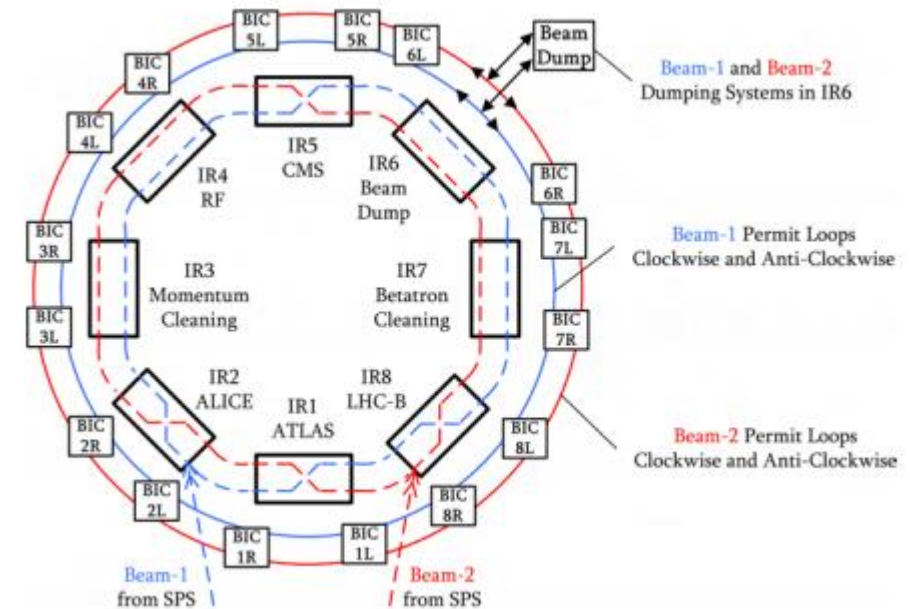 BIC
5L
BIC
5R
BIC
6L
Beam
Dump
Beam-1 and Beam-2
Dumping Systems in IR6
BIC
4R
BIC
4L
IR5
CMS
IR4
RF
IR6
Beam
Dump
BIC
6R
BIC
7L
BIC
3R
Beam-1 Permit Loops
Clockwise and Anti-Clockwise
IR3
Momentum
Cleaning
IR7
Betatron
Cleaning
BIC
3L
BIC
7R
IR2
ALICE
IR1
ATLAS
IR8
LHC-B
BIC
2R
BIC
8L
Beam-2 Permit Loops
Clockwise and Anti-Clockwise
BIC
2L
BIC
8R
BIC
1R
BIC
1L
Beam-1
from SPS
Beam-2
from SPS